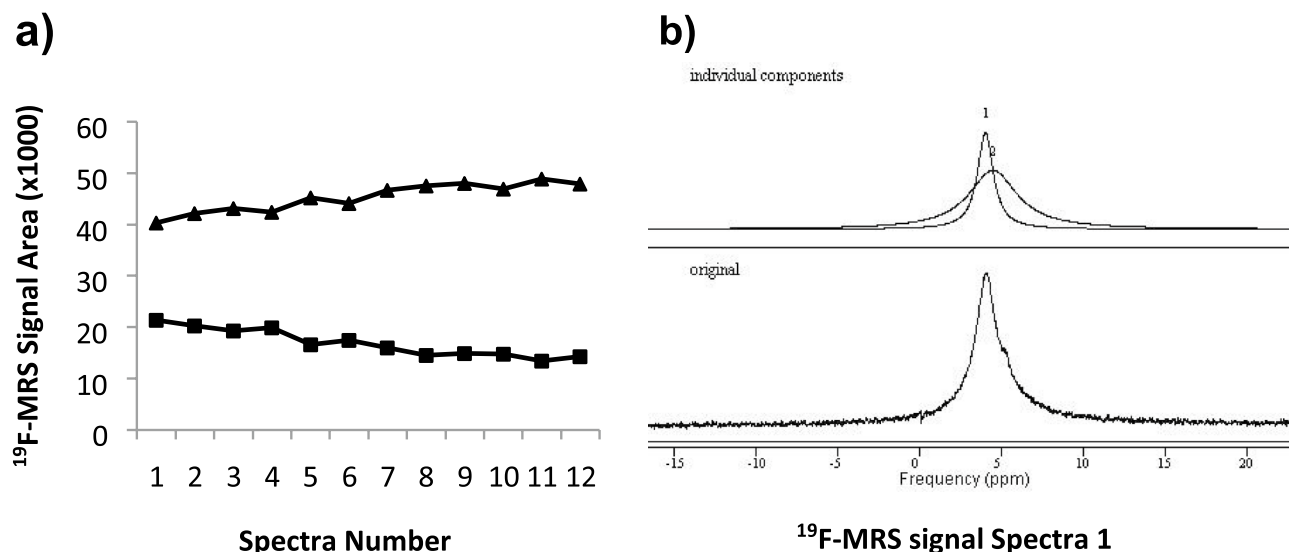 a)
¹⁹F-MRS Signal Area (x1000)
60
50
40
30
20
10
0
1 2 3 4 5 6 7 8 9 10 11 12
Spectra Number
b)
individual components
1
2
original
-15 -10 -5 0 5 10 15 20
Frequency (ppm)
¹⁹F-MRS signal Spectra 1